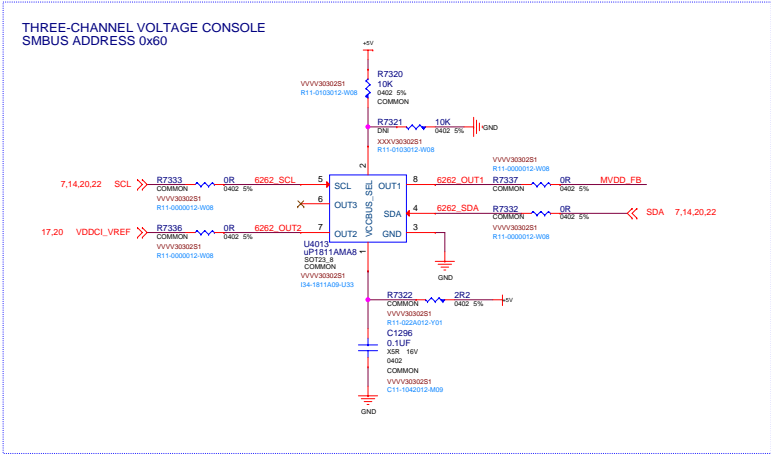 THREE-CHANNEL VOLTAGE CONSOLE
SMBUS ADDRESS 0x60
+5V
R7320
10K
0402 5%
COMMON
VVVV30302S1
R11-0103012-W08
R7321 10K
DNI 0402 5%
GND
XXXV30302S1
R11-0103012-W08
2
7,14,20,22 SCL R7333 0R 6262_SCL 5
COMMON 0402 5%
VVVV30302S1
R11-0000012-W08
6
17,20 VDDCI_VREF R7336 0R 6262_OUT2 7
COMMON 0402 5%
VVVV30302S1
R11-0000012-W08
SCL
OUT3
OUT2
VCC
BUS_SEL
OUT1
SDA
GND
VVVV30302S1
R11-0000012-W08
8 6262_OUT1 R7337 0R MVDD_FB
COMMON 0402 5%
4 6262_SDA R7332 0R SDA 7,14,20,22
COMMON 0402 5%
VVVV30302S1
R11-0000012-W08
3
GND
1
U4013
uP1811AMA8
SOT23_8
COMMON
VVVV30302S1
I34-1811A09-U33
R7322 2R2 +5V
COMMON 0402 5%
VVVV30302S1
R11-022A012-Y01
C1296
0.1UF
X5R 16V
0402
COMMON
VVVV30302S1
C11-1042012-M09
GND